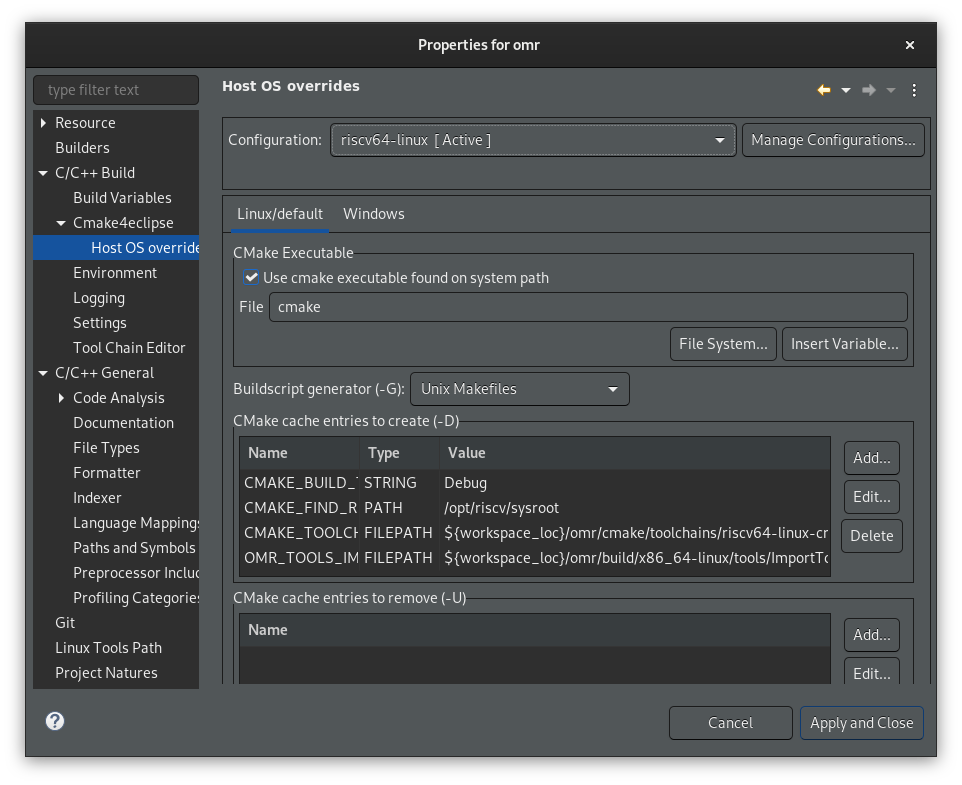 Properties for omr
type filter text
Resource
Builders
C/C++ Build
Build Variables
Cmake4eclipse
Host OS override
Environment
Logging
Settings
Tool Chain Editor
C/C++ General
Code Analysis
Documentation
File Types
Formatter
Indexer
Language Mappings
Paths and Symbols
Preprocessor Includ
Profiling Categories
Git
Linux Tools Path
Project Natures
Host OS overrides
Configuration: riscv64-linux [ Active ] Manage Configurations...
Linux/default Windows
CMake Executable
Use cmake executable found on system path
File cmake
File System... Insert Variable...
Buildscript generator (-G): Unix Makefiles
CMake cache entries to create (-D)
Name Type Value
CMAKE_BUILD_T STRING Debug
CMAKE_FIND_R PATH /opt/riscv/sysroot
CMAKE_TOOLCH FILEPATH ${workspace_loc}/omr/cmake/toolchains/riscv64-linux-cr
OMR_TOOLS_IM FILEPATH ${workspace_loc}/omr/build/x86_64-linux/tools/ImportTo
Add...
Edit...
Delete
CMake cache entries to remove (-U)
Name
Add...
Edit...
?
Cancel Apply and Close